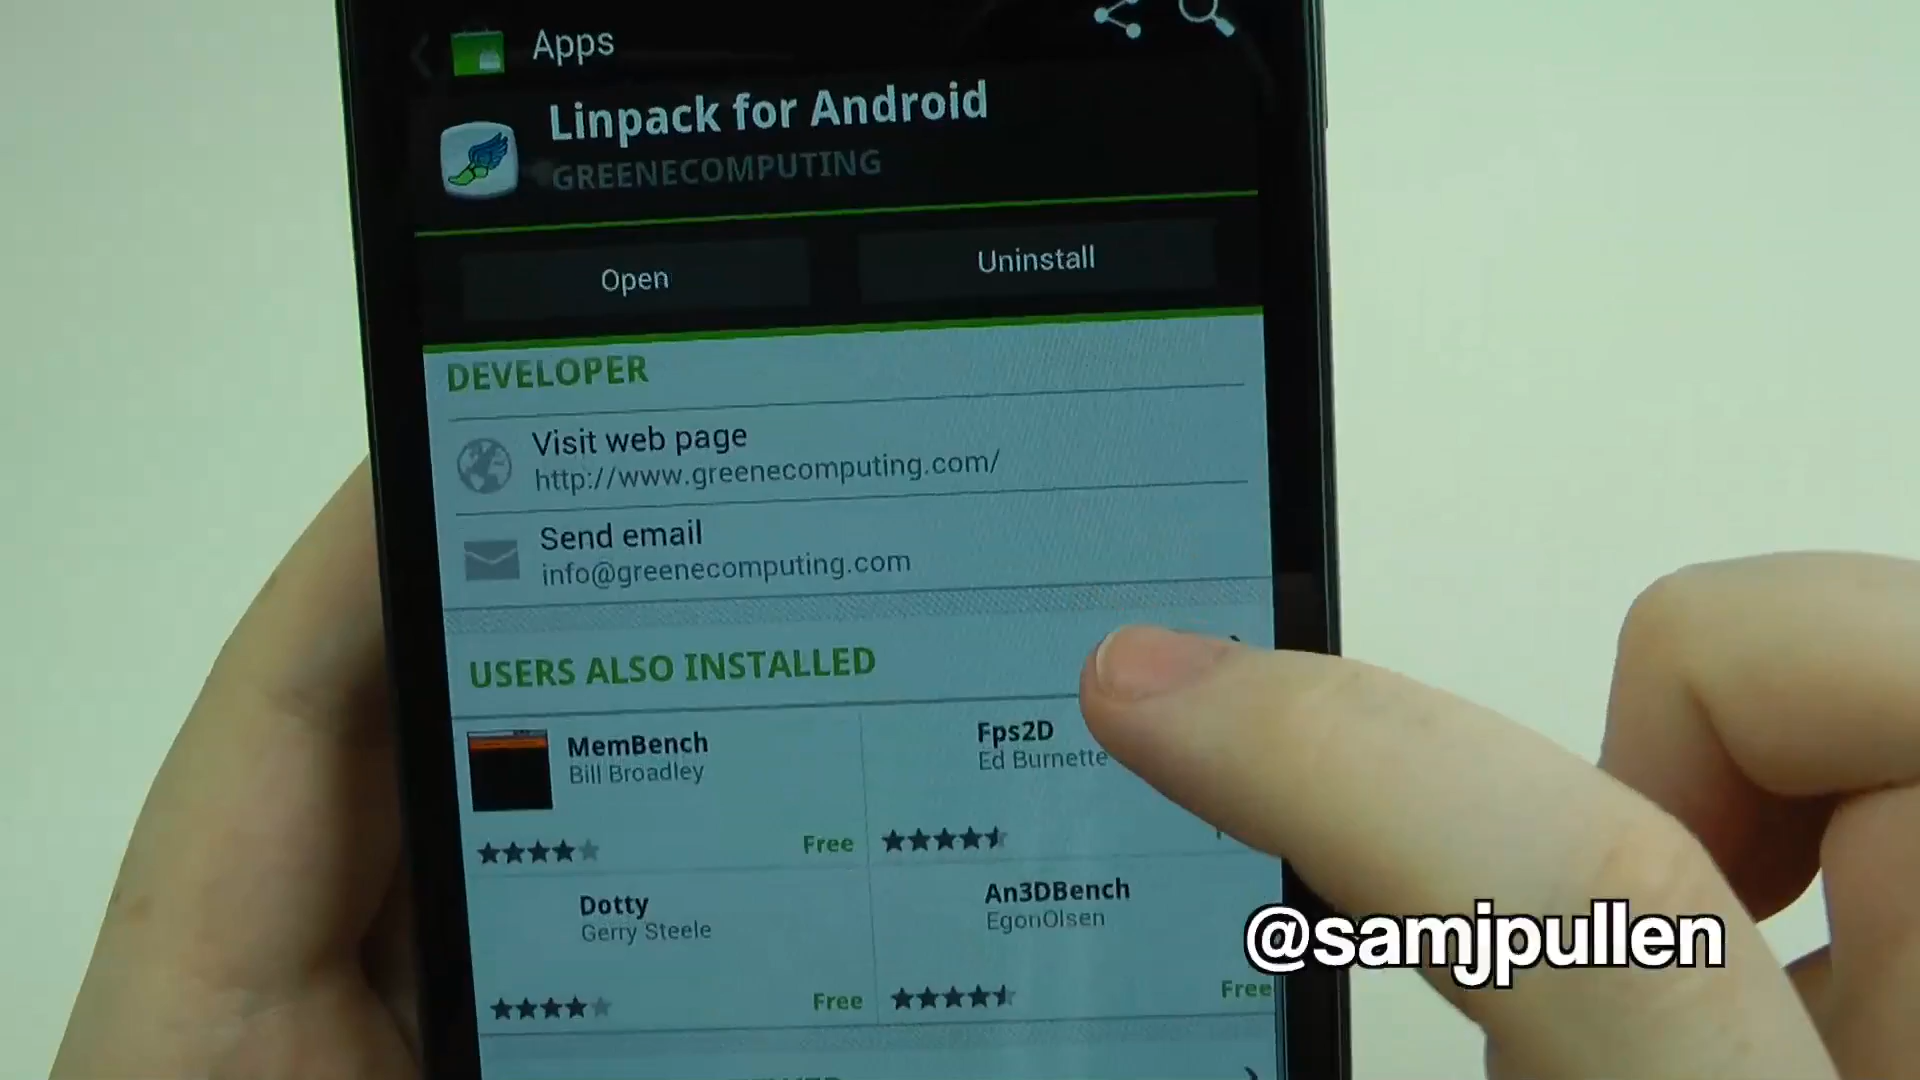 Apps
Linpack for Android
GREENECOMPUTING
Open
Uninstall
DEVELOPER
Visit web page
http://www.greenecomputing.com/
Send email
info@greenecomputing.com
USERS ALSO INSTALLED
MemBench
Bill Broadley
Free
Fps2D
Ed Burnette
Dotty
Gerry Steele
Free
An3DBench
EgonOlsen
Free
@samjpullen